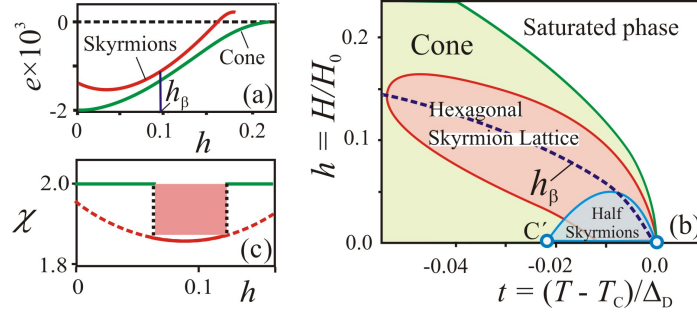 e×10³
0
-2
Skyrmions
Cone
(a)
h_β
0
0.1
0.2
h
χ
2.0
1.8
(c)
0
0.1
h
h = H/H₀
0.2
0.1
0.0
Saturated phase
Cone
Hexagonal
Skyrmion Lattice
h_β
Half
Skyrmions
C′
(b)
-0.04
-0.02
0.0
t = (T - T_C)/Δ_D